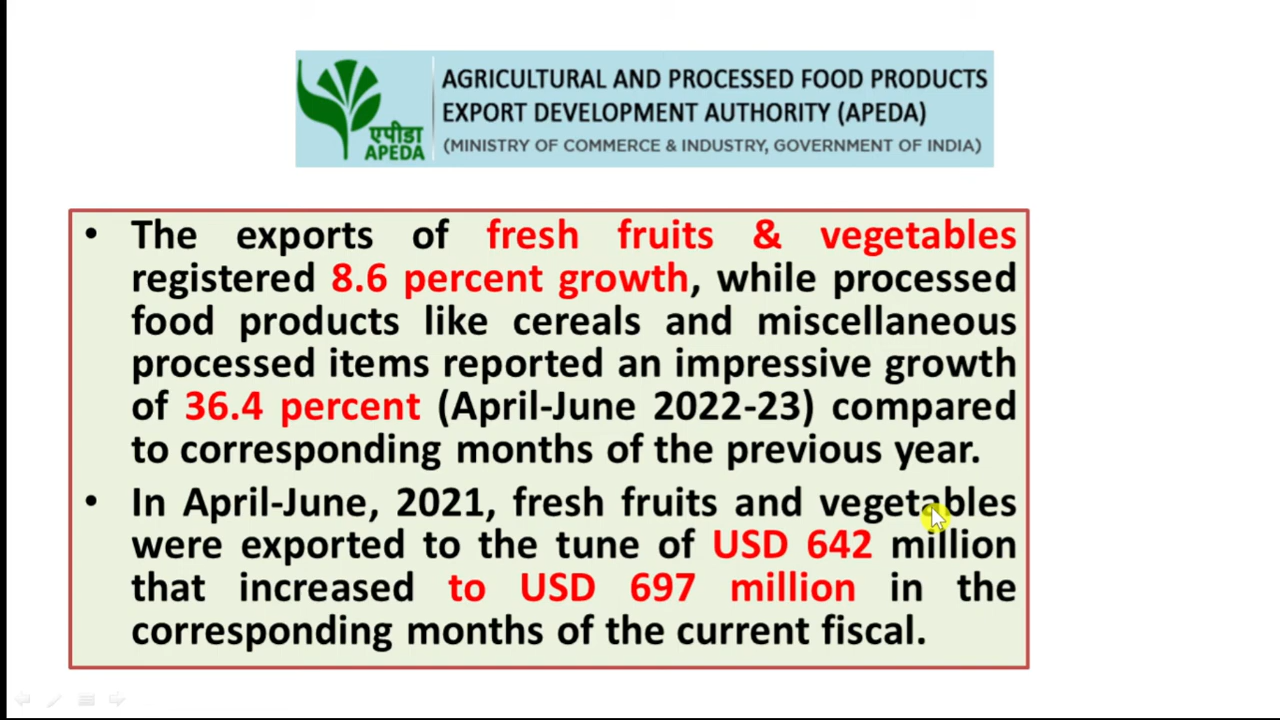 AGRICULTURAL AND PROCESSED FOOD PRODUCTS
EXPORT DEVELOPMENT AUTHORITY (APEDA)
(MINISTRY OF COMMERCE & INDUSTRY, GOVERNMENT OF INDIA)
एपीडा
APEDA
• The exports of fresh fruits & vegetables
registered 8.6 percent growth, while processed
food products like cereals and miscellaneous
processed items reported an impressive growth
of 36.4 percent (April-June 2022-23) compared
to corresponding months of the previous year.
• In April-June, 2021, fresh fruits and vegetables
were exported to the tune of USD 642 million
that increased to USD 697 million in the
corresponding months of the current fiscal.